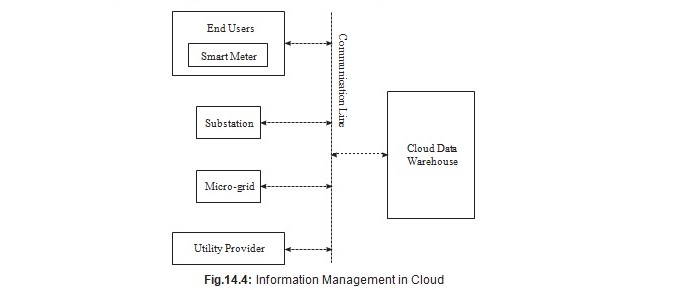 End Users
Smart Meter
Communication Line
Substation
Cloud Data
Warehouse
Micro-grid
Utility Provider
Fig.14.4: Information Management in Cloud